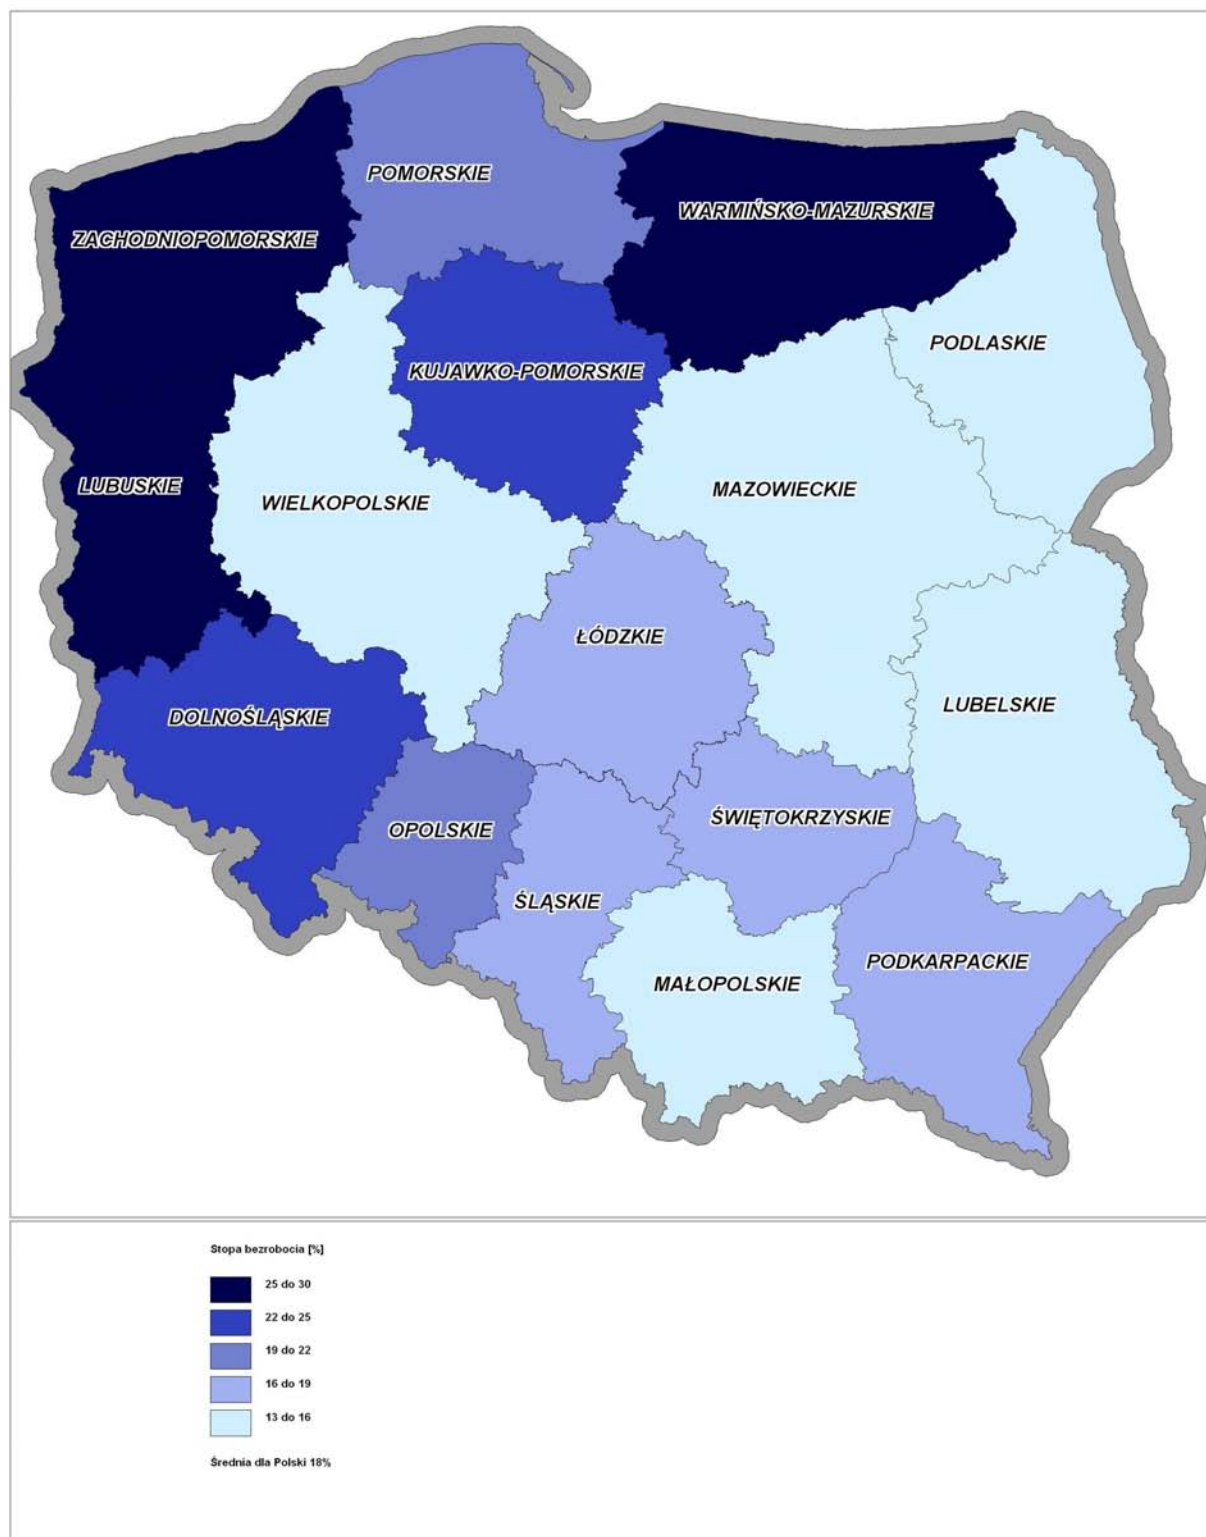 POMORSKIE
WARMIŃSKO-MAZURSKIE
ZACHODNIOPOMORSKIE
PODLASKIE
KUJAWKO-POMORSKIE
LUBUSKIE
WIELKOPOLSKIE
MAZOWIECKIE
ŁÓDZKIE
LUBELSKIE
DOLNOŚLĄSKIE
ŚWIĘTOKRZYSKIE
OPOLSKIE
ŚLĄSKIE
PODKARPACKIE
MAŁOPOLSKIE
Stopa bezrobocia [%]
25 do 30
22 do 25
19 do 22
16 do 19
13 do 16
Średnia dla Polski 18%